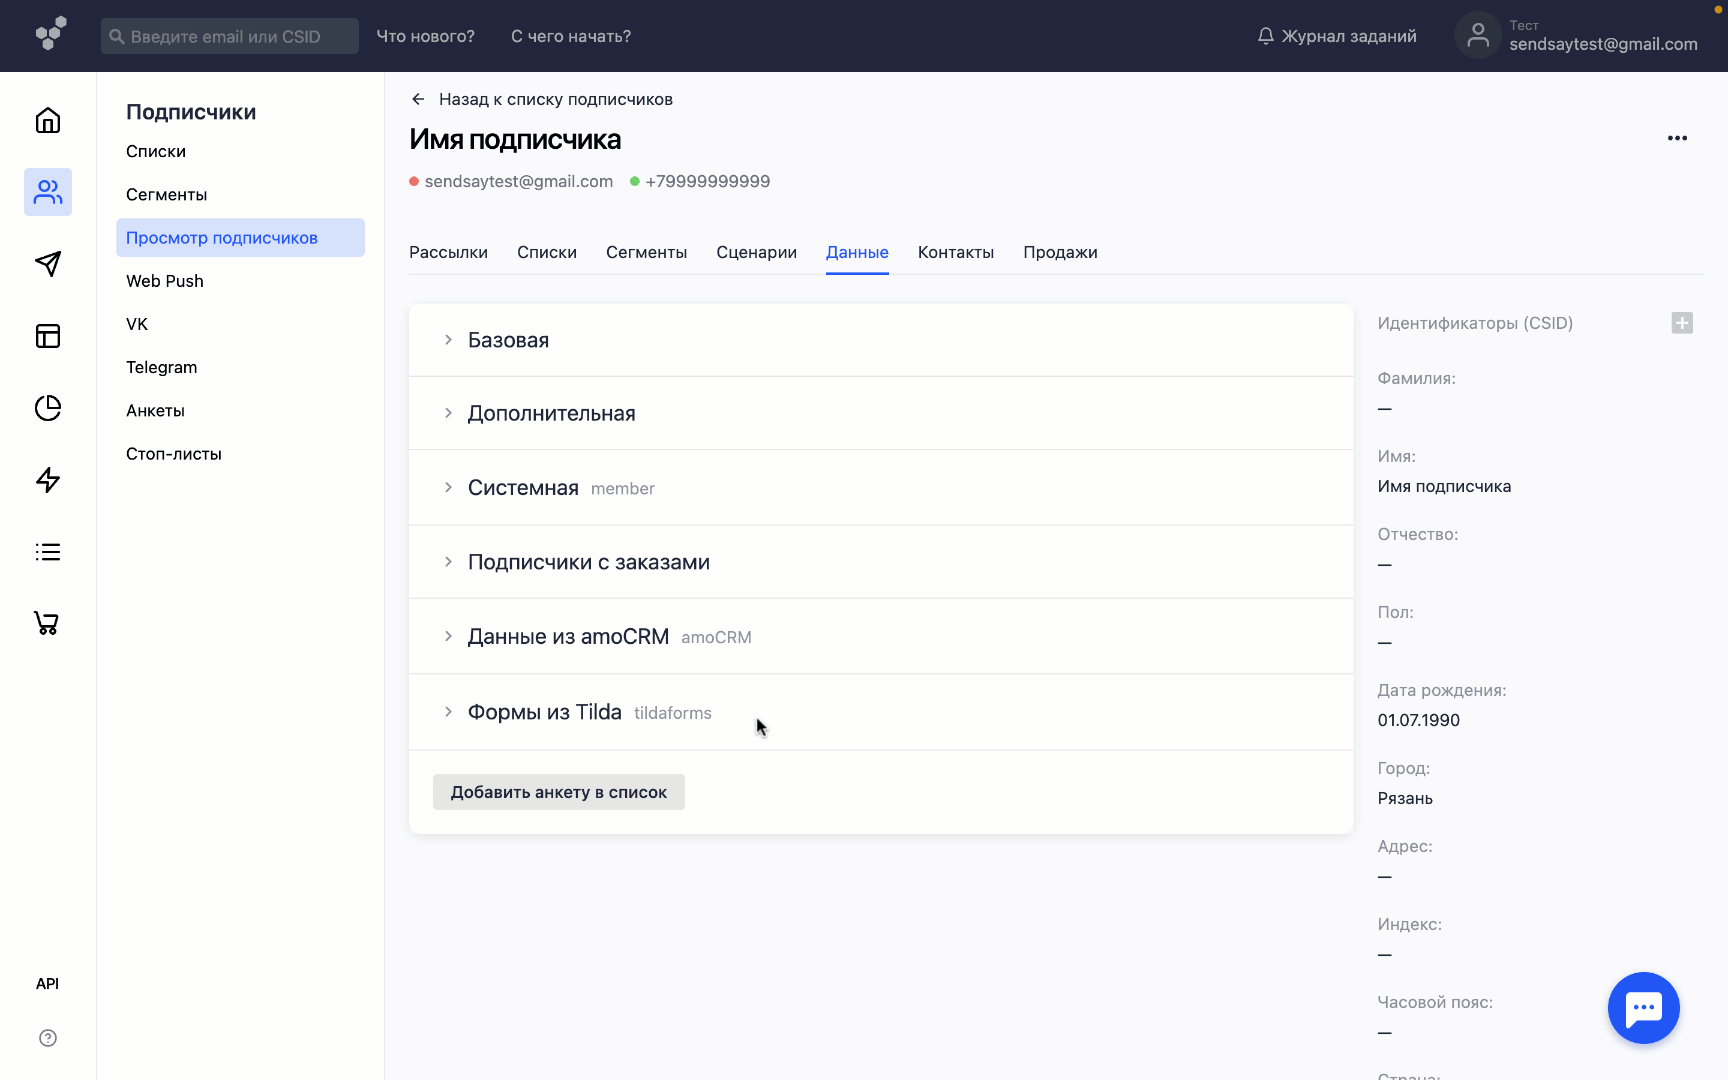 Введите email или CSID
Что нового?
С чего начать?
Журнал заданий
Тест
sendsaytest@gmail.com
Подписчики
Списки
Сегменты
Просмотр подписчиков
Web Push
VK
Telegram
Анкеты
Стоп-листы
API
Назад к списку подписчиков
Имя подписчика
sendsaytest@gmail.com
+79999999999
Рассылки
Списки
Сегменты
Сценарии
Данные
Контакты
Продажи
Базовая
Дополнительная
Системная member
Подписчики с заказами
Данные из amoCRM amoCRM
Формы из Tilda tildaforms
Добавить анкету в список
Идентификаторы (CSID)
Фамилия:
—
Имя:
Имя подписчика
Отчество:
—
Пол:
—
Дата рождения:
01.07.1990
Город:
Рязань
Адрес:
—
Индекс:
—
Часовой пояс:
—
Страна: